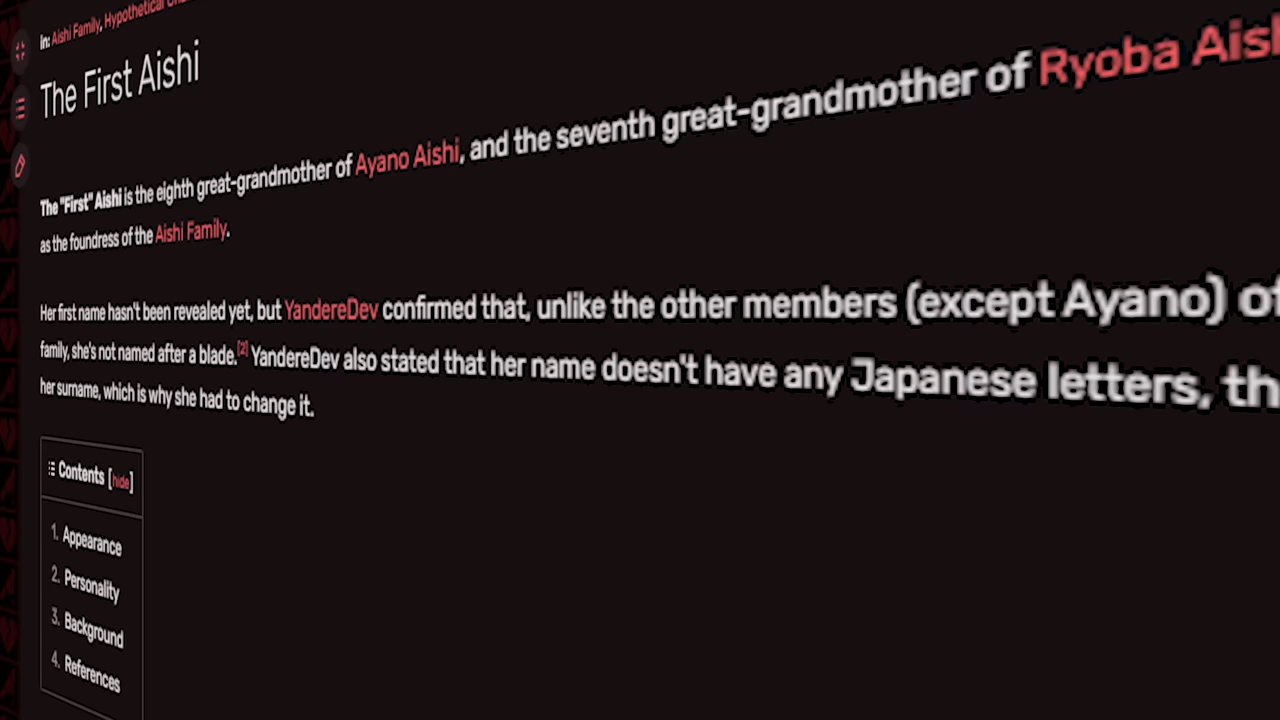 in: Aishi Family, Hypothetical
The First Aishi
The "First" Aishi is the eighth great-grandmother of Ayano Aishi, and the seventh great-grandmother of Ryoba
as the foundress of the Aishi Family.
Her first name hasn't been revealed yet, but YandereDev confirmed that, unlike the other members (except Ayano) of
family, she's not named after a blade.[2] YandereDev also stated that her name doesn't have any Japanese letters,
her surname, which is why she had to change it.
Contents [hide]
1. Appearance
2. Personality
3. Background
4. References